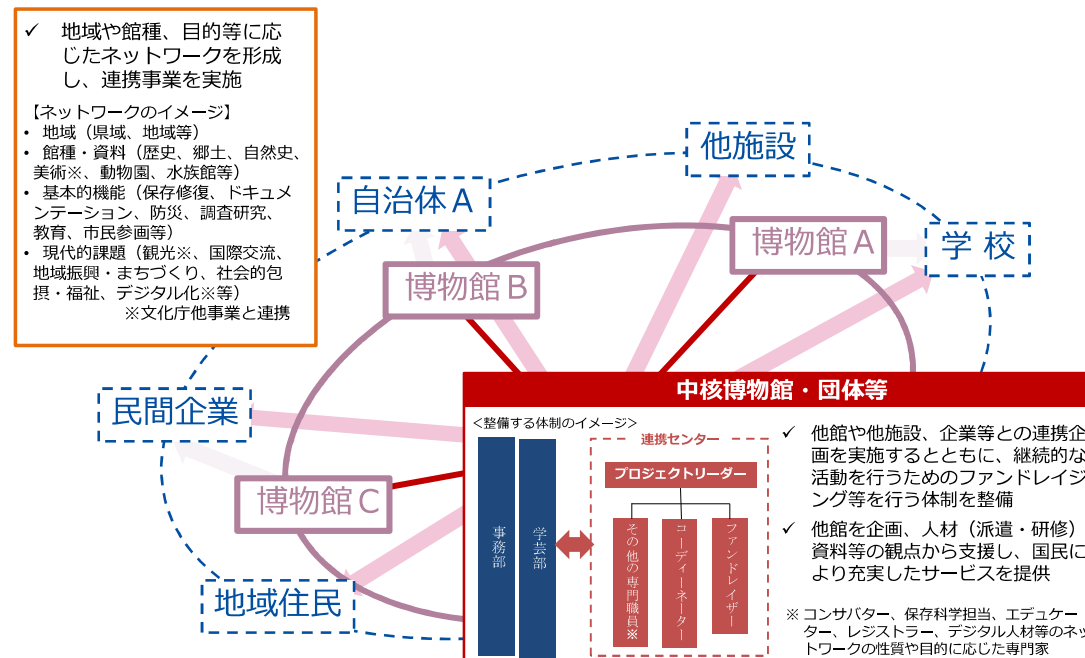 ✓ 地域や館種、目的等に応
じたネットワークを形成
し、連携事業を実施
【ネットワークのイメージ】
• 地域（県域、地域等）
• 館種・資料（歴史、郷土、自然史、
美術※、動物園、水族館等）
• 基本的機能（保存修復、ドキュメ
ンテーション、防災、調査研究、
教育、市民参画等）
• 現代的課題（観光※、国際交流、
地域振興・まちづくり、社会的包
摂・福祉、デジタル化※等）
※文化庁他事業と連携
他施設
自治体A
博物館A
学 校
博物館B
民間企業
博物館C
地域住民
中核博物館・団体等
<整備する体制のイメージ>
事務部
学芸部
連携センター
プロジェクトリーダー
その他の専門職員※
コーディネーター
ファンドレイザー
✓ 他館や他施設、企業等との連携企
画を実施するとともに、継続的な
活動を行うためのファンドレイジ
ング等を行う体制を整備
✓ 他館を企画、人材（派遣・研修）
資料等の観点から支援し、国民に
より充実したサービスを提供
※ コンサバター、保存科学担当、エデュケー
ター、レジストラー、デジタル人材等のネッ
トワークの性質や目的に応じた専門家